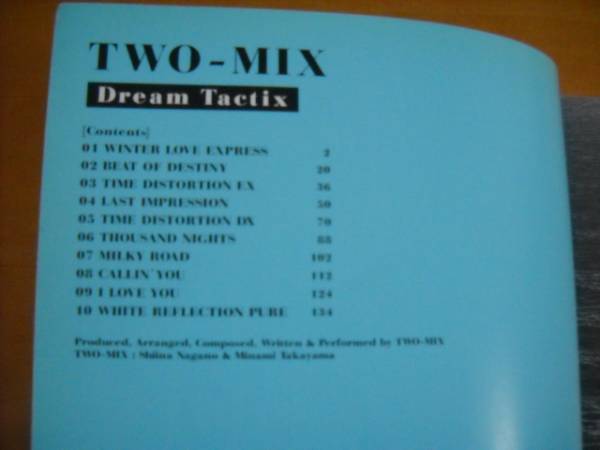 TWO-MIX
Dream Tactix
[Contents]
01 WINTER LOVE EXPRESS 2
02 BEAT OF DESTINY 20
03 TIME DISTORTION EX 36
04 LAST IMPRESSION 50
05 TIME DISTORTION DX 70
06 THOUSAND NIGHTS 88
07 MILKY ROAD 102
08 CALLIN' YOU 112
09 I LOVE YOU 124
10 WHITE REFLECTION PURE 134
Produced, Arranged, Composed, Written & Performed by TWO-MIX
TWO-MIX : Shiina Nagano & Minami Takayama